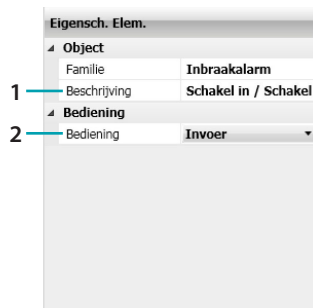 Eigensch. Elem.
Object
Familie Inbraakalarm
1 Beschrijving Schakel in / Schakel
Bediening
2 Bediening Invoer